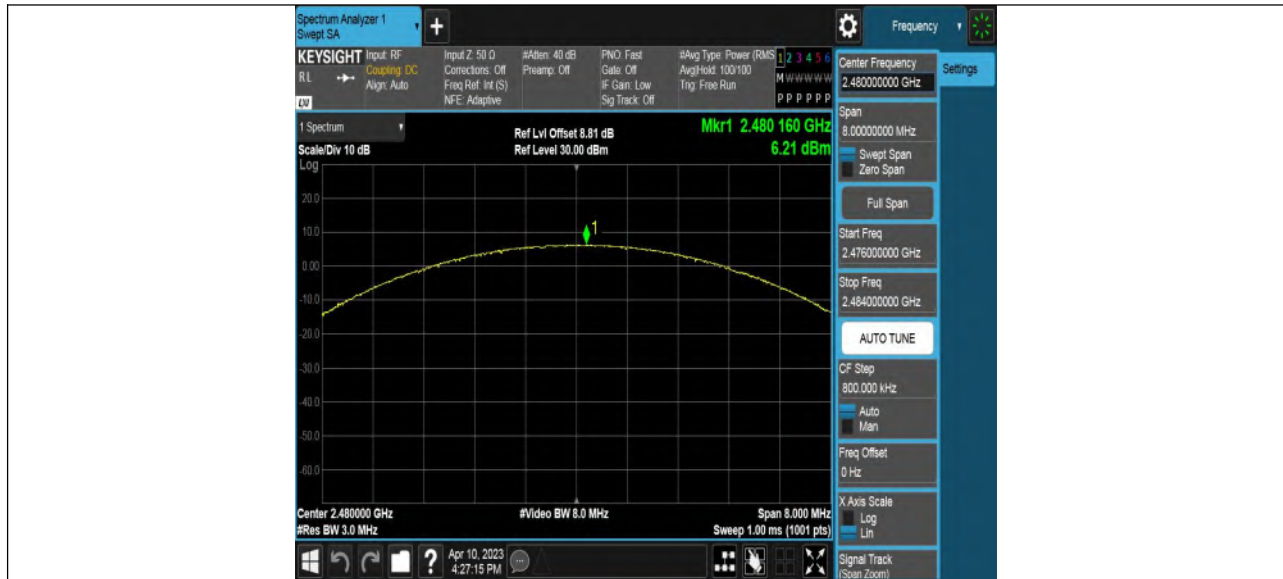 Spectrum Analyzer 1
Swept SA
+
Frequency
KEYSIGHT
RL
LXI
Input: RF
Coupling: DC
Align: Auto
Input Z: 50 Ω
Corrections: Off
Freq Ref: Int (S)
NFE: Adaptive
#Atten: 40 dB
Preamp: Off
PNO: Fast
Gate: Off
IF Gain: Low
Sig Track: Off
#Avg Type: Power (RMS
Avg|Hold: 100/100
Trig: Free Run
1 2 3 4 5 6
M W W W W W
P P P P P P
1 Spectrum
Scale/Div 10 dB
Ref Lvl Offset 8.81 dB
Ref Level 30.00 dBm
Mkr1 2.480 160 GHz
6.21 dBm
Log
20.0
10.0
0.00
-10.0
-20.0
-30.0
-40.0
-50.0
-60.0
1
Center 2.480000 GHz
#Res BW 3.0 MHz
#Video BW 8.0 MHz
Span 8.000 MHz
Sweep 1.00 ms (1001 pts)
?
Apr 10, 2023
4:27:15 PM
Center Frequency
2.480000000 GHz
Settings
Span
8.00000000 MHz
Swept Span
Zero Span
Full Span
Start Freq
2.476000000 GHz
Stop Freq
2.484000000 GHz
AUTO TUNE
CF Step
800.000 kHz
Auto
Man
Freq Offset
0 Hz
X Axis Scale
Log
Lin
Signal Track
(Span Zoom)